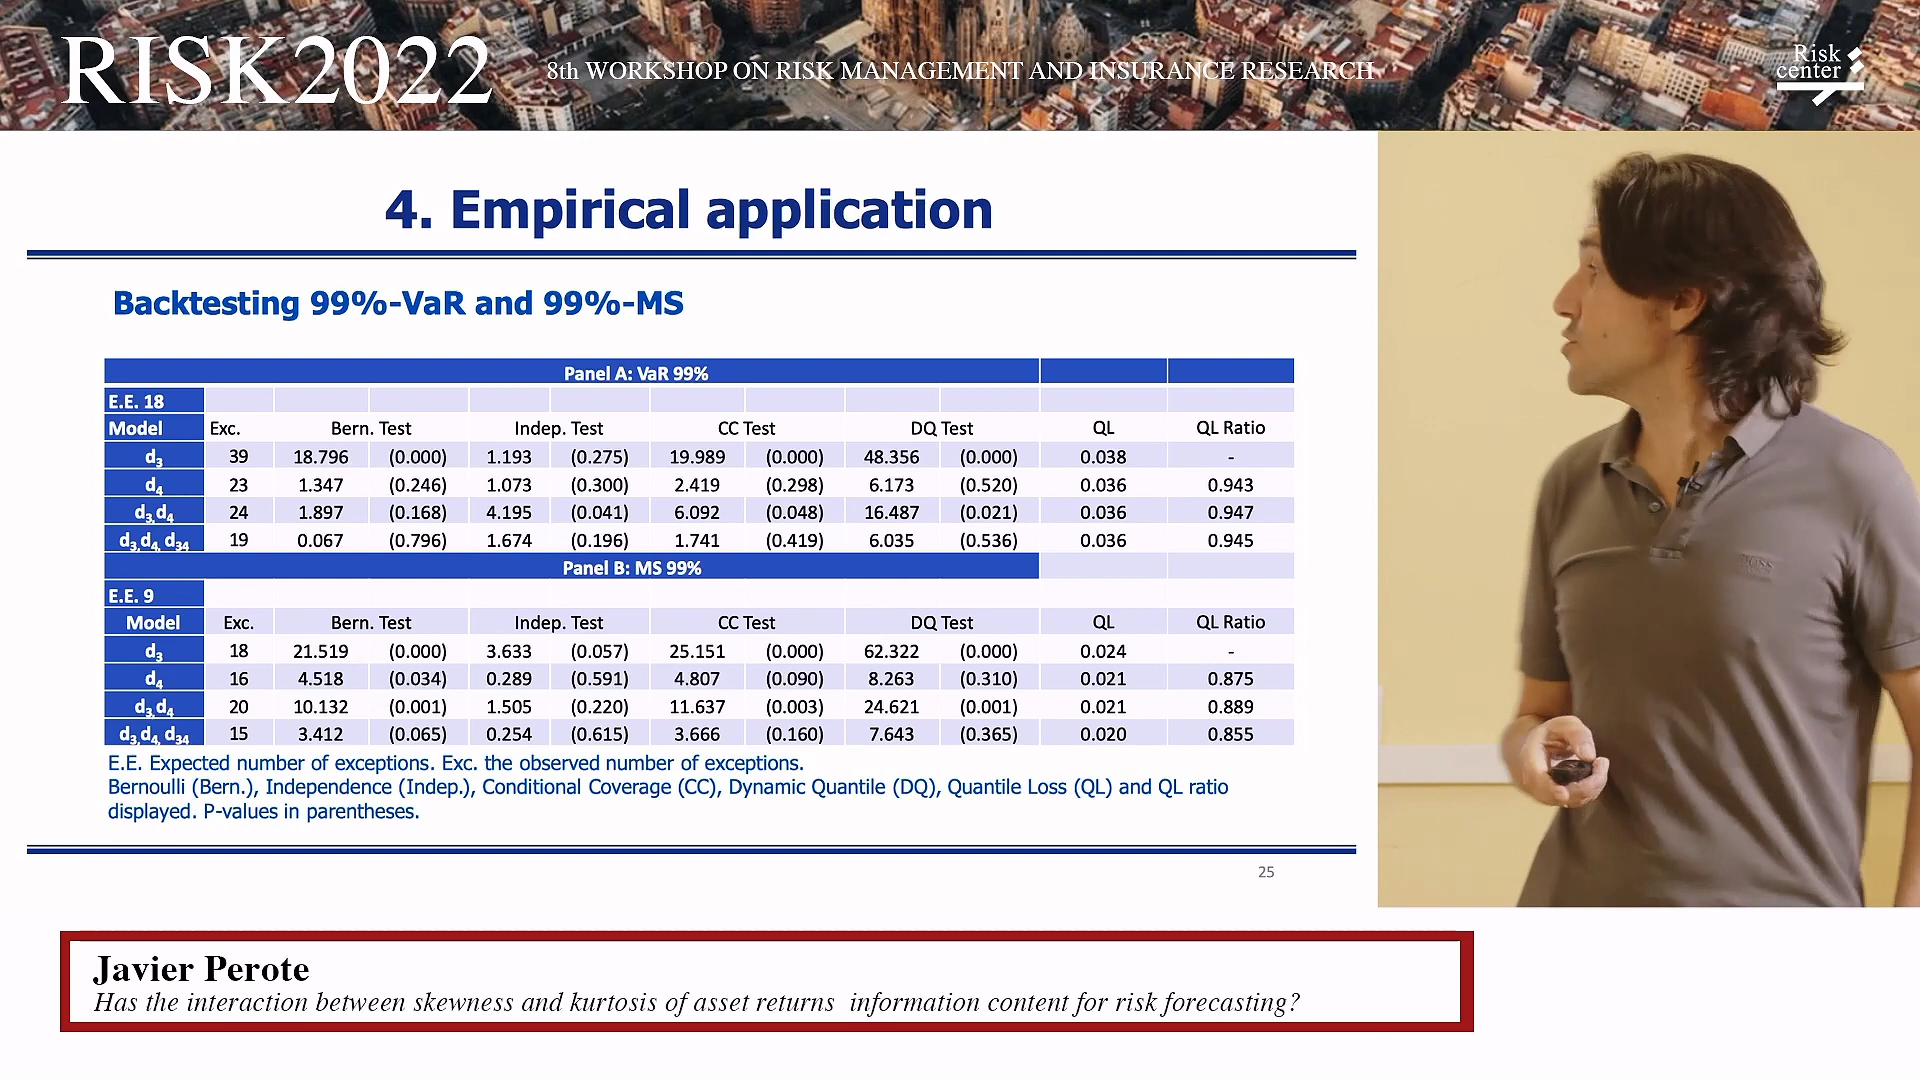 RISK2022
8th WORKSHOP ON RISK MANAGEMENT AND INSURANCE RESEARCH
Risk
center
4. Empirical application
Backtesting 99%-VaR and 99%-MS
Panel A: VaR 99%
E.E. 18
Model Exc. Bern. Test Indep. Test CC Test DQ Test QL QL Ratio
d3 39 18.796 (0.000) 1.193 (0.275) 19.989 (0.000) 48.356 (0.000) 0.038 -
d4 23 1.347 (0.246) 1.073 (0.300) 2.419 (0.298) 6.173 (0.520) 0.036 0.943
d3,d4 24 1.897 (0.168) 4.195 (0.041) 6.092 (0.048) 16.487 (0.021) 0.036 0.947
d3,d4, d34 19 0.067 (0.796) 1.674 (0.196) 1.741 (0.419) 6.035 (0.536) 0.036 0.945
Panel B: MS 99%
E.E. 9
Model Exc. Bern. Test Indep. Test CC Test DQ Test QL QL Ratio
d3 18 21.519 (0.000) 3.633 (0.057) 25.151 (0.000) 62.322 (0.000) 0.024 -
d4 16 4.518 (0.034) 0.289 (0.591) 4.807 (0.090) 8.263 (0.310) 0.021 0.875
d3,d4 20 10.132 (0.001) 1.505 (0.220) 11.637 (0.003) 24.621 (0.001) 0.021 0.889
d3,d4, d34 15 3.412 (0.065) 0.254 (0.615) 3.666 (0.160) 7.643 (0.365) 0.020 0.855
E.E. Expected number of exceptions. Exc. the observed number of exceptions.
Bernoulli (Bern.), Independence (Indep.), Conditional Coverage (CC), Dynamic Quantile (DQ), Quantile Loss (QL) and QL ratio
displayed. P-values in parentheses.
25
BOSS
Javier Perote
Has the interaction between skewness and kurtosis of asset returns information content for risk forecasting?